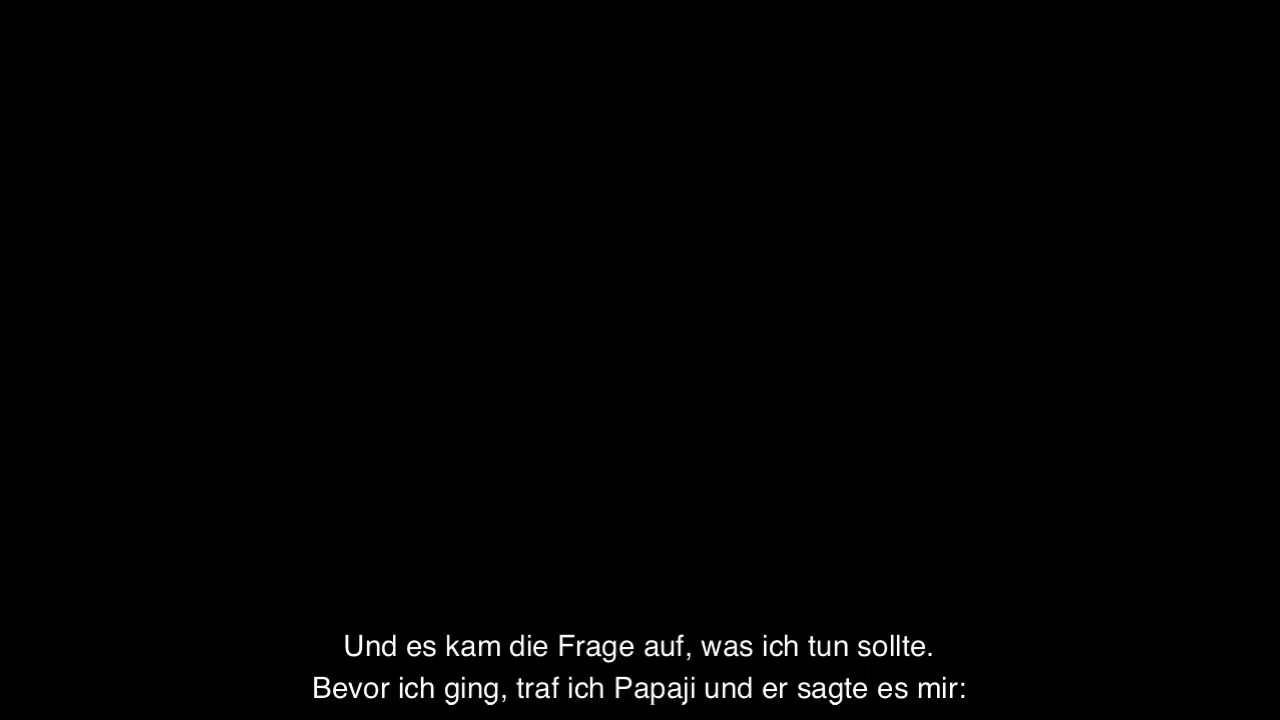 Und es kam die Frage auf, was ich tun sollte.
Bevor ich ging, traf ich Papaji und er sagte es mir: